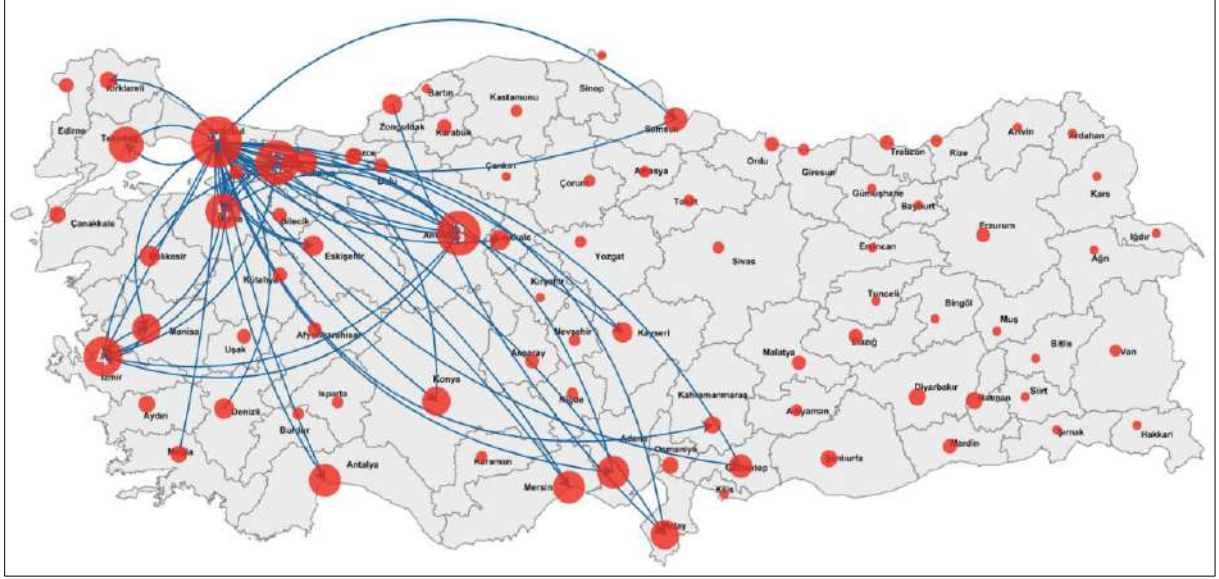 Kırklareli
Edirne
Bartın
Kastamonu
Sinop
Zonguldak
Karabük
Samsun
Artvin
Ardahan
Çankırı
Çorum
Amasya
Ordu
Giresun
Trabzon
Rize
Kars
Bolu
Tokat
Gümüşhane
Bayburt
Çanakkale
Bilecik
Eskişehir
Yozgat
Sivas
Erzincan
Erzurum
Iğdır
Ağrı
Balıkesir
Kütahya
Kırşehir
Tunceli
Bingöl
Muş
Manisa
Uşak
Afyonkarahisar
Nevşehir
Kayseri
Aksaray
Malatya
Elazığ
Bitlis
Van
İzmir
Konya
Niğde
Kahramanmaraş
Diyarbakır
Batman
Siirt
Aydın
Denizli
Isparta
Burdur
Adıyaman
Şırnak
Hakkari
Muğla
Antalya
Karaman
Mersin
Adana
Osmaniye
Gaziantep
Şanlıurfa
Mardin
Kilis
Hatay